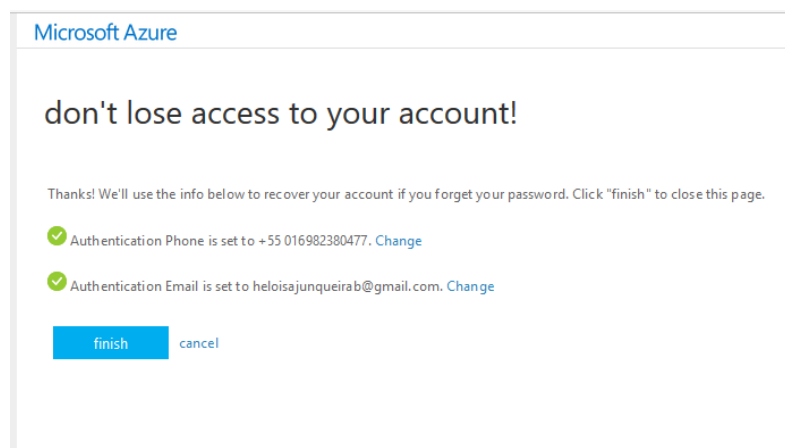 Microsoft Azure
don't lose access to your account!
Thanks! We'll use the info below to recover your account if you forget your password. Click "finish" to close this page.
Authentication Phone is set to +55 016982380477. Change
Authentication Email is set to heloisajunqueirab@gmail.com. Change
finish cancel